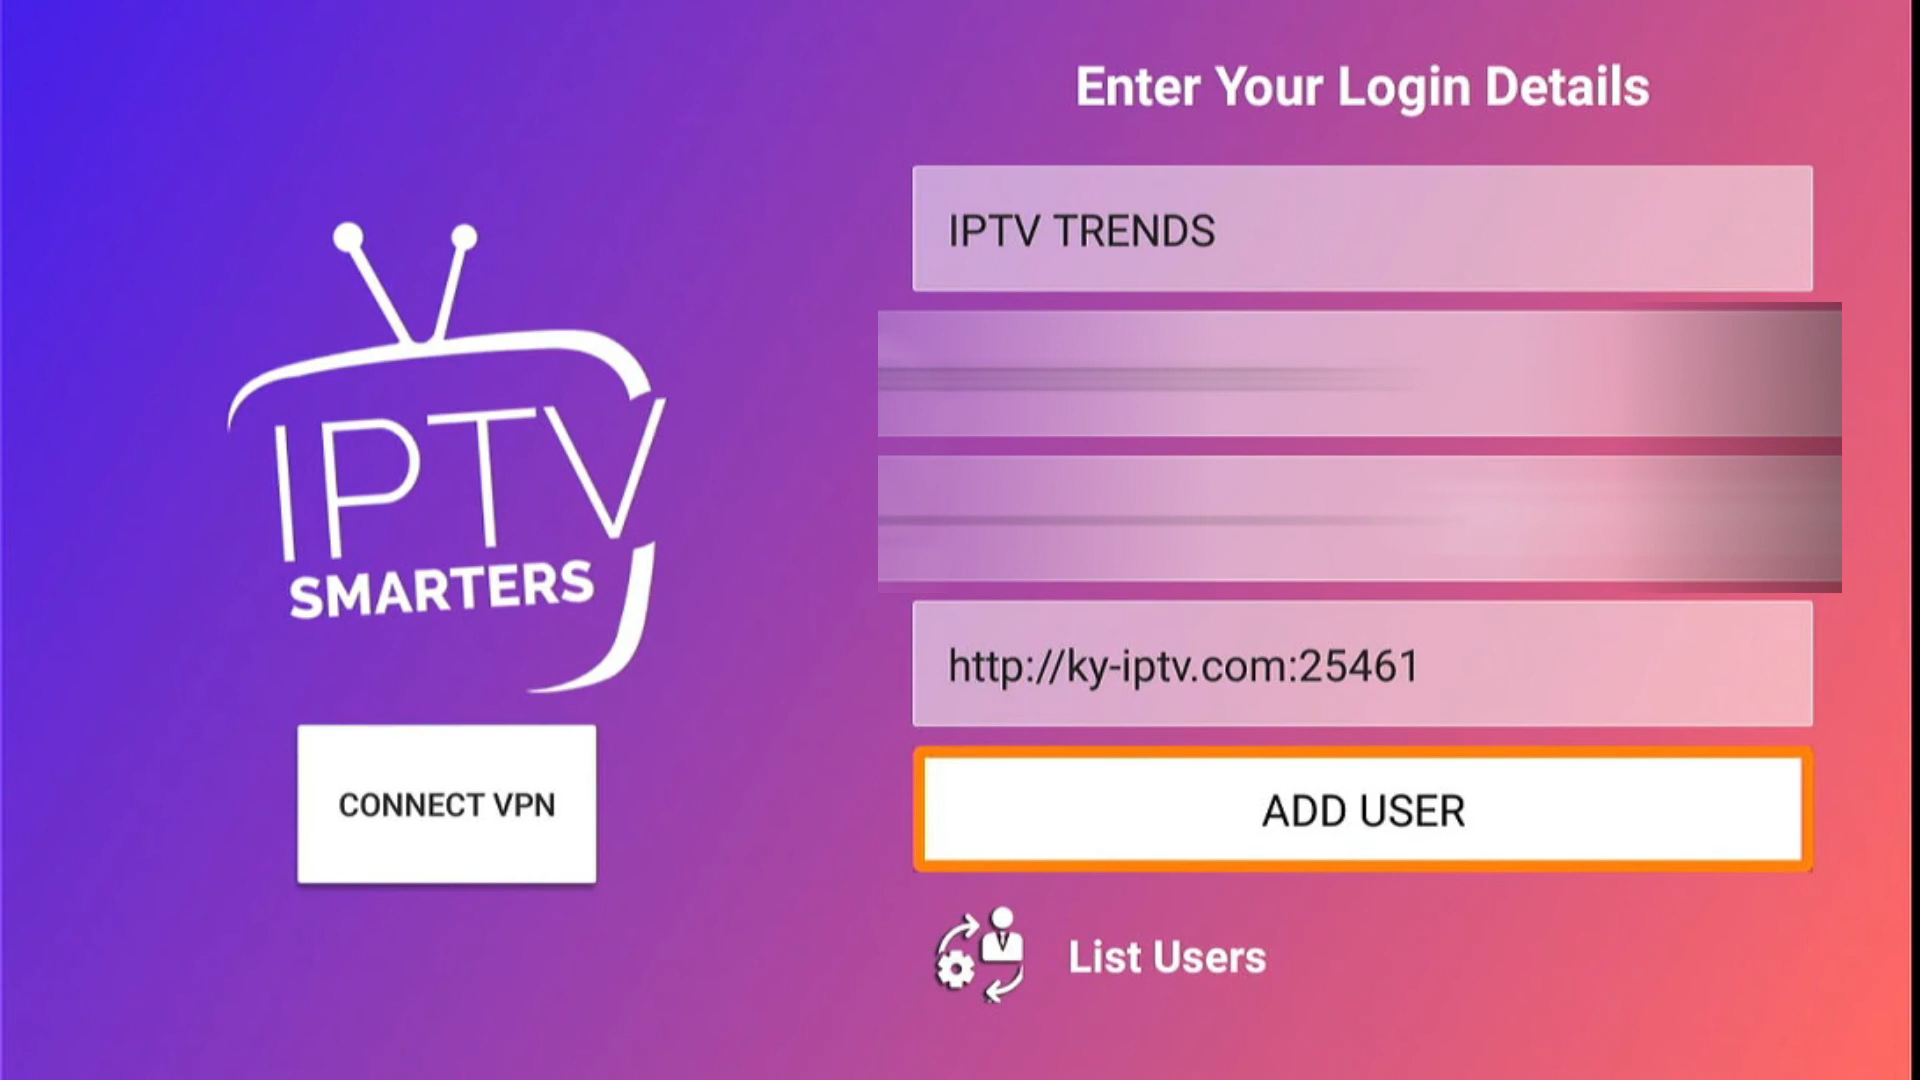 Enter Your Login Details
IPTV TRENDS
http://ky-iptv.com:25461
ADD USER
List Users
IPTV
SMARTERS
CONNECT VPN